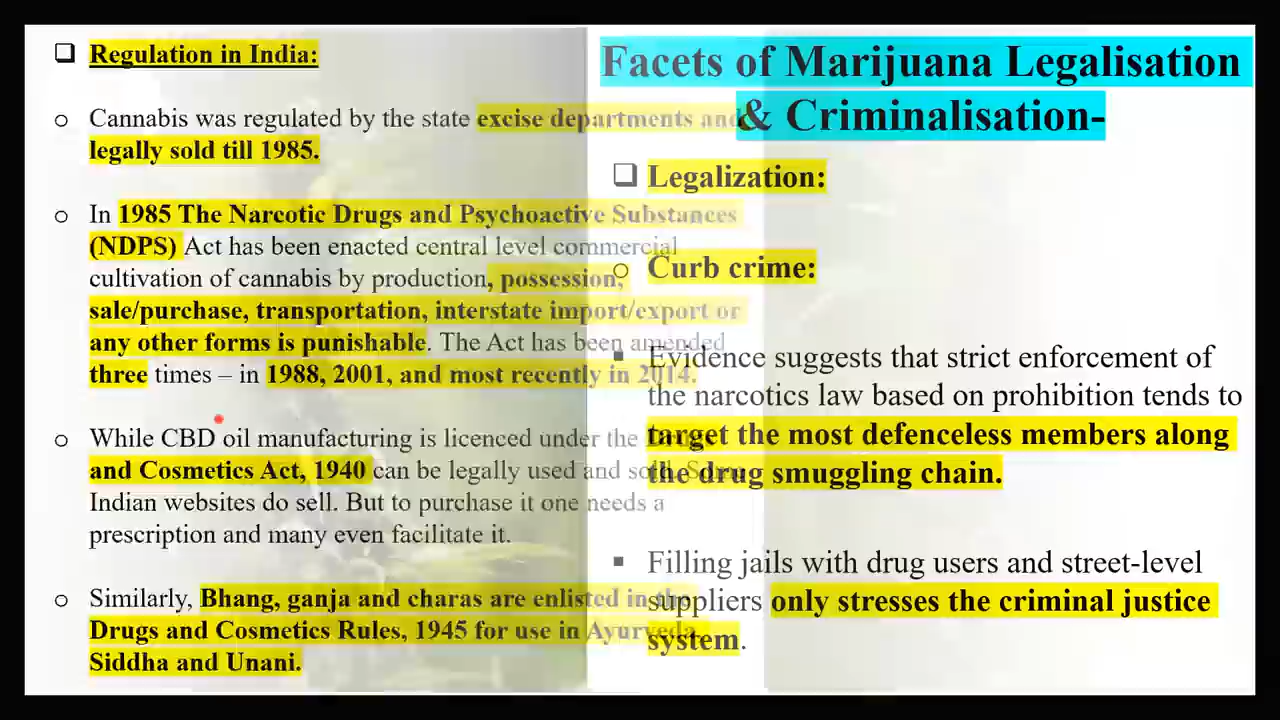 Regulation in India:
Cannabis was regulated by the state excise departments and
legally sold till 1985.
In 1985 The Narcotic Drugs and Psychoactive Substances
(NDPS) Act has been enacted central level commercial
cultivation of cannabis by production, possession,
sale/purchase, transportation, interstate import/export or
any other forms is punishable. The Act has been amended
three times – in 1988, 2001, and most recently in 2014.
While CBD oil manufacturing is licenced under the
and Cosmetics Act, 1940 can be legally used and
Indian websites do sell. But to purchase it one needs a
prescription and many even facilitate it.
Similarly, Bhang, ganja and charas are enlisted in
Drugs and Cosmetics Rules, 1945 for use in Ayurveda
Siddha and Unani.
Facets of Marijuana Legalisation
& Criminalisation-
Legalization:
Curb crime:
Evidence suggests that strict enforcement of
the narcotics law based on prohibition tends to
target the most defenceless members along
the drug smuggling chain.
Filling jails with drug users and street-level
suppliers only stresses the criminal justice
system.